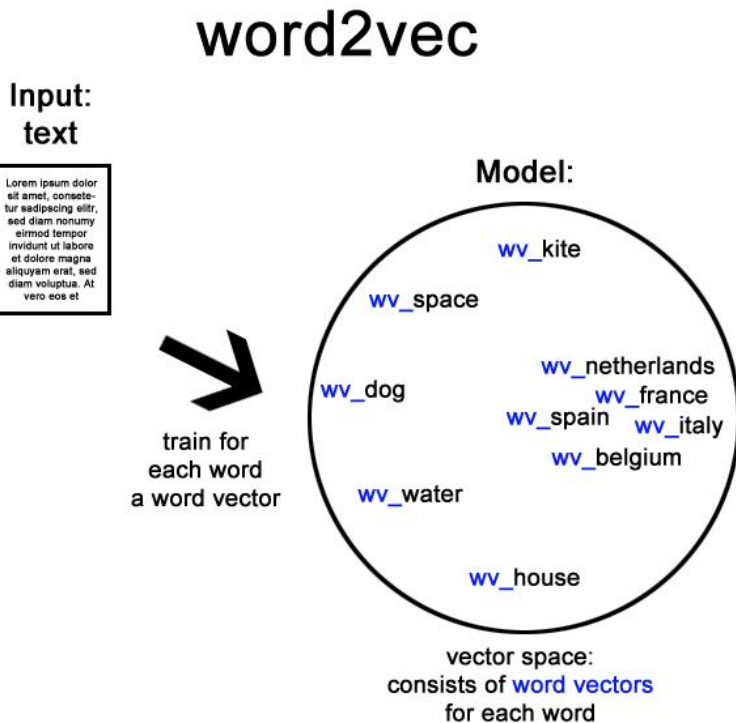 word2vec
Input:
text
Lorem ipsum dolor
sit amet, consete-
tur sadipscing elitr,
sed diam nonumy
eirmod tempor
invidunt ut labore
et dolore magna
aliquyam erat, sed
diam voluptua. At
vero eos et
train for
each word
a word vector
Model:
wv_kite
wv_space
wv_netherlands
wv_dog
wv_france
wv_spain
wv_italy
wv_belgium
wv_water
wv_house
vector space:
consists of word vectors
for each word